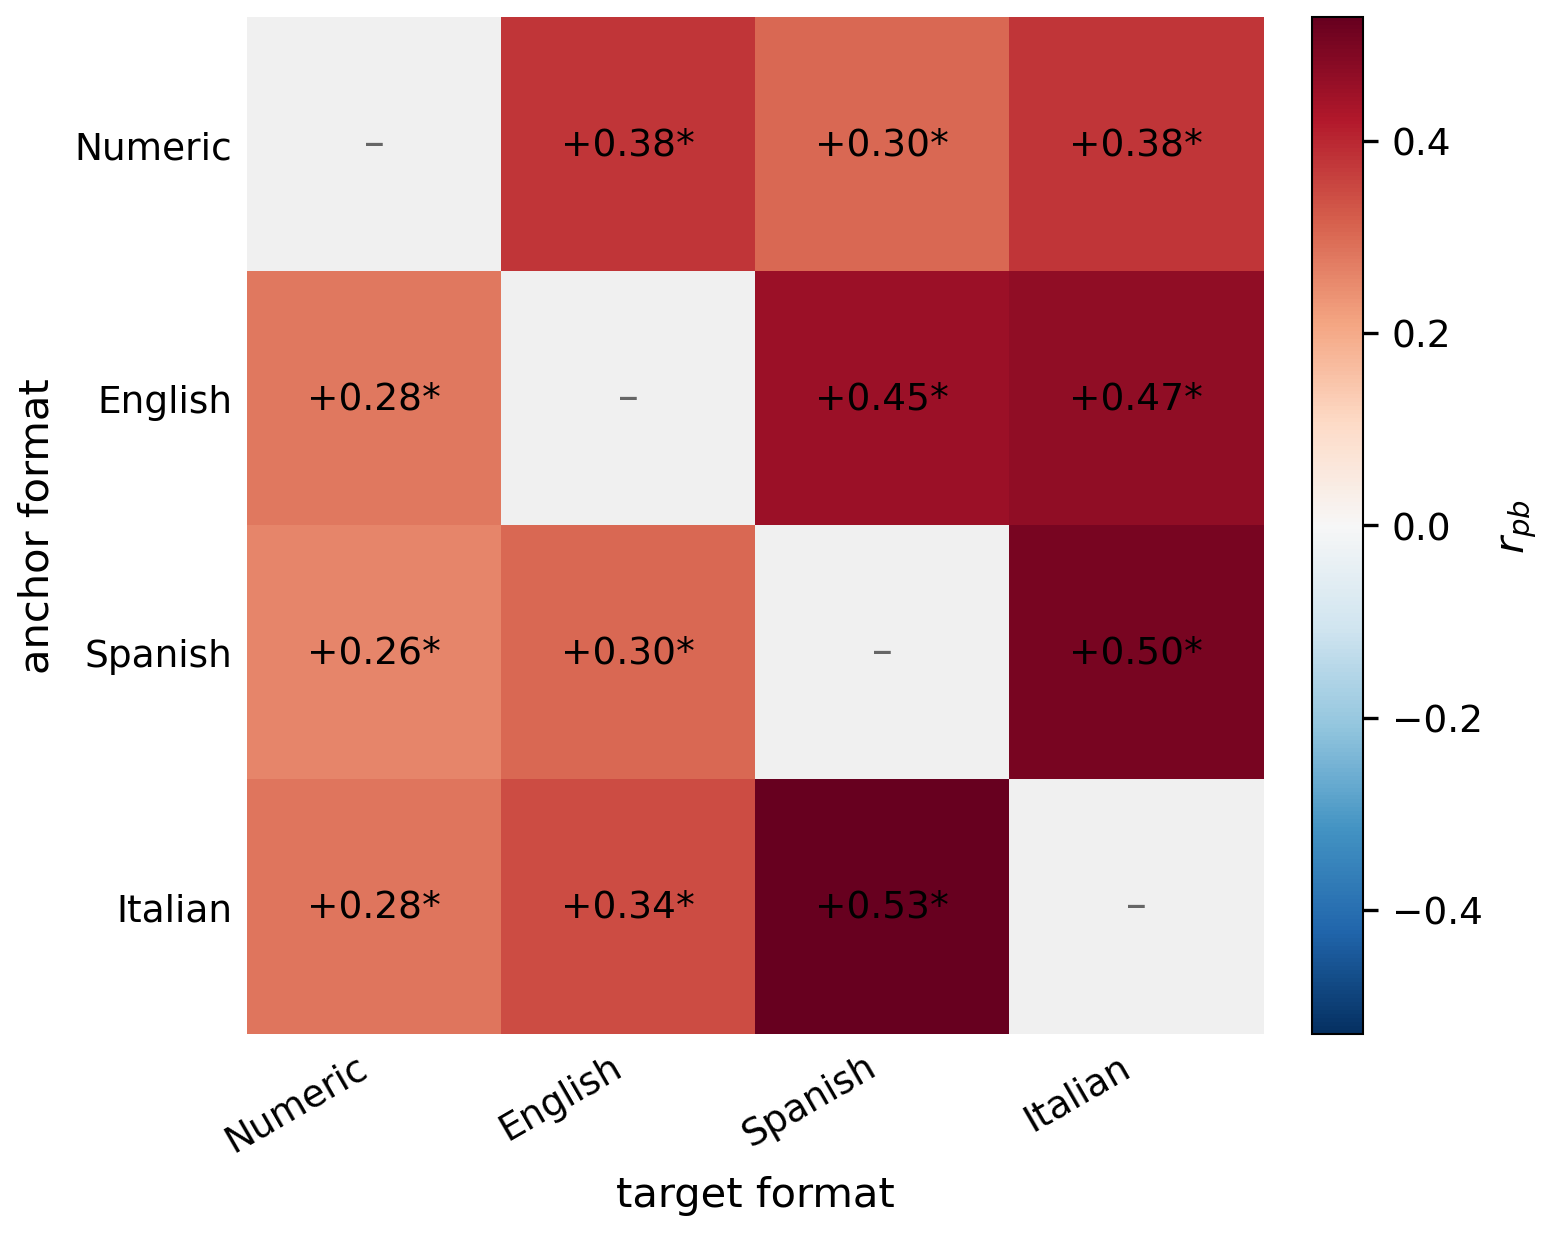 Numeric – +0.38* +0.30* +0.38*
English +0.28* – +0.45* +0.47*
Spanish +0.26* +0.30* – +0.50*
Italian +0.28* +0.34* +0.53* –
anchor format
Numeric English Spanish Italian
target format
0.4
0.2
0.0
−0.2
−0.4
r_pb